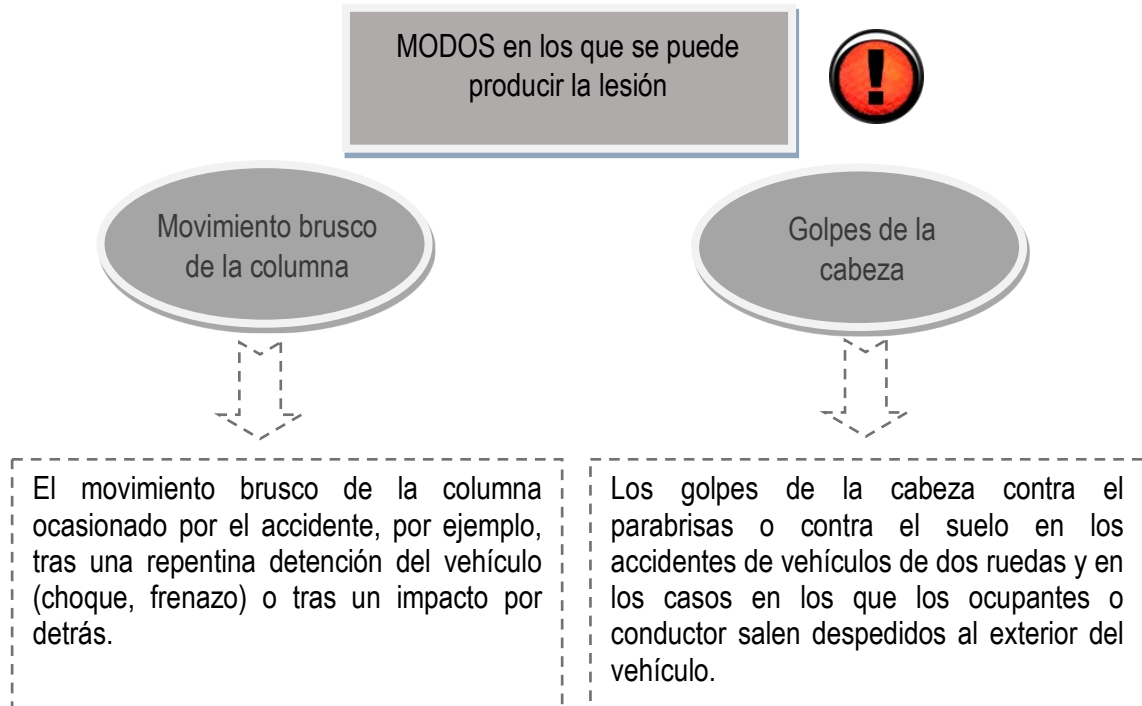 MODOS en los que se puede
producir la lesión
!
Movimiento brusco
de la columna
Golpes de la
cabeza
El movimiento brusco de la columna
ocasionado por el accidente, por ejemplo,
tras una repentina detención del vehículo
(choque, frenazo) o tras un impacto por
detrás.
Los golpes de la cabeza contra el
parabrisas o contra el suelo en los
accidentes de vehículos de dos ruedas y en
los casos en los que los ocupantes o
conductor salen despedidos al exterior del
vehículo.